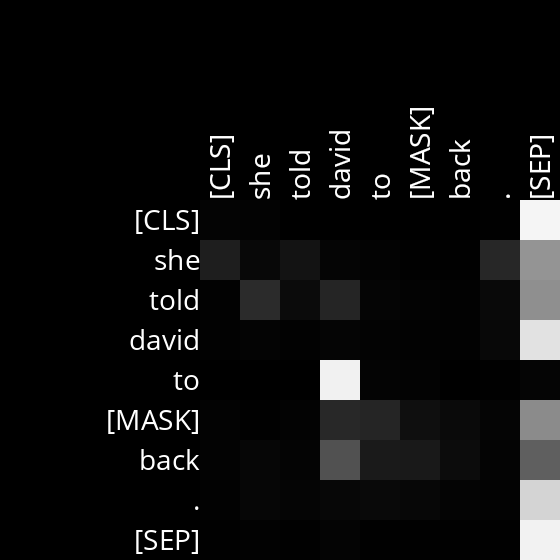 [CLS] she told david to [MASK] back . [SEP]
[CLS]
she
told
david
to
[MASK]
back
.
[SEP]